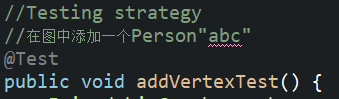 //Testing strategy
//在图中添加一个Person"abc"
@Test
public void addVertexTest() {